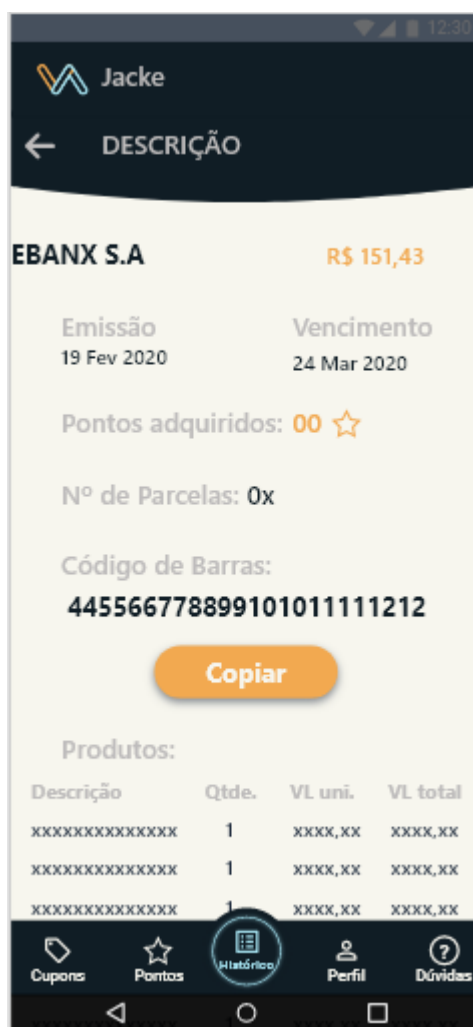 12:30
Jacke
DESCRIÇÃO
EBANX S.A R$ 151,43
Emissão Vencimento
19 Fev 2020 24 Mar 2020
Pontos adquiridos: 00
Nº de Parcelas: 0x
Código de Barras:
445566778899101011111212
Copiar
Produtos:
Descrição Qtde. VL uni. VL total
xxxxxxxxxxxxxx 1 xxxx,xx xxxx,xx
xxxxxxxxxxxxxx 1 xxxx,xx xxxx,xx
xxxxxxxxxxxxxx 1 xxxx,xx xxxx,xx
Cupons Pontos Histórico Perfil Dúvidas